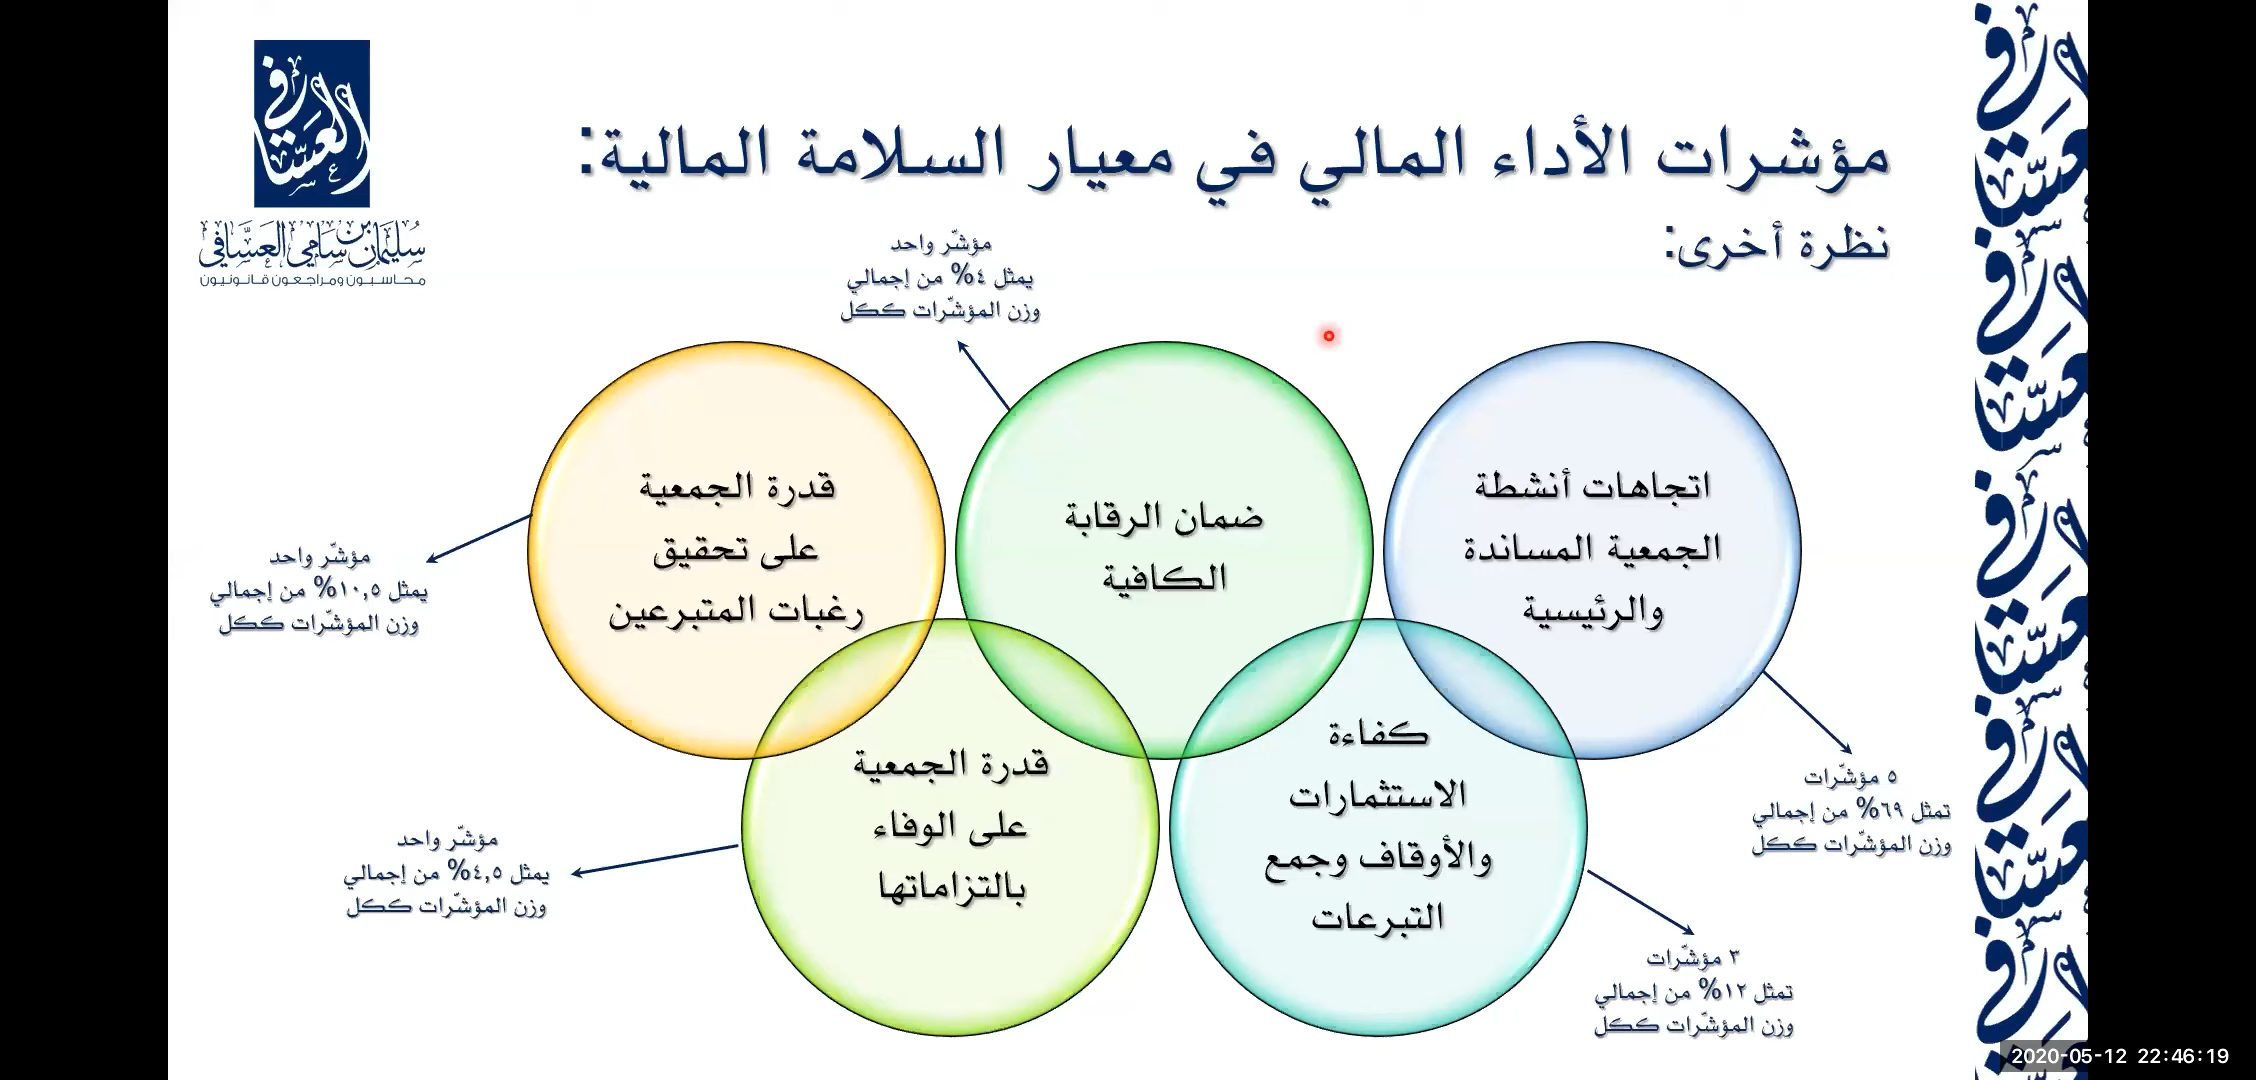 مؤشرات الأداء المالي في معيار السلامة المالية:
نظرة أخرى:
العسّافي
سليمان بن سامي العسَّافي
محاسبون ومراجعون قانونيون
اتجاهات أنشطة
الجمعية المساندة
والرئيسية
٥ مؤشّرات
تمثل ٦٩% من إجمالي
وزن المؤشّرات ككل
كفاءة
الاستثمارات
والأوقاف وجمع
التبرعات
٣ مؤشّرات
تمثل ١٢% من إجمالي
وزن المؤشّرات ككل
ضمان الرقابة
الكافية
مؤشّر واحد
يمثل ٤% من إجمالي
وزن المؤشّرات ككل
قدرة الجمعية
على الوفاء
بالتزاماتها
مؤشّر واحد
يمثل ٤,٥% من إجمالي
وزن المؤشّرات ككل
قدرة الجمعية
على تحقيق
رغبات المتبرعين
مؤشّر واحد
يمثل ١٠,٥% من إجمالي
وزن المؤشّرات ككل
2020-05-12 22:46:19